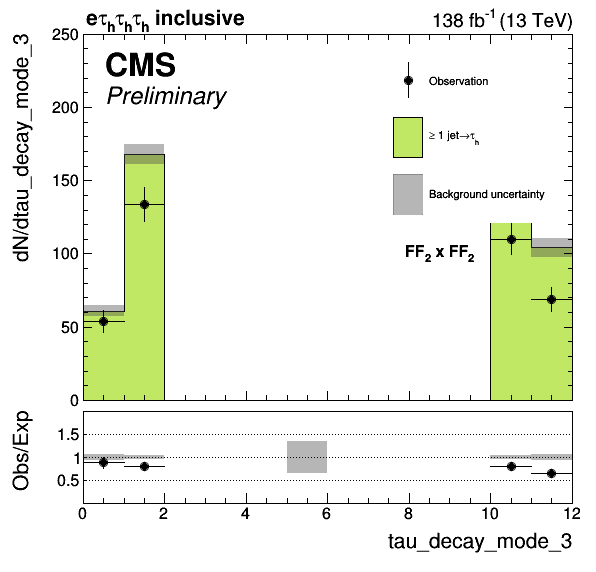 eτₕτₕτₕ inclusive
138 fb⁻¹ (13 TeV)
CMS
Preliminary
Observation
≥ 1 jet→τₕ
Background uncertainty
FF₂ x FF₂
dN/dtau_decay_mode_3
250
200
150
100
50
0
Obs/Exp
1.5
1
0.5
0 2 4 6 8 10 12
tau_decay_mode_3